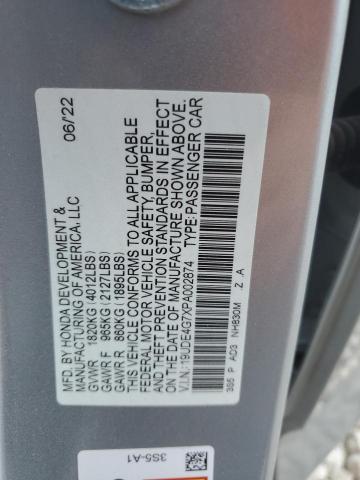 MFD. BY HONDA DEVELOPMENT & 06/22
MANUFACTURING OF AMERICA, LLC
GVWR 1820KG (4012LBS)
GAWR F 965KG (2127LBS)
GAWR R 860KG (1895LBS)
THIS VEHICLE CONFORMS TO ALL APPLICABLE
FEDERAL MOTOR VEHICLE SAFETY, BUMPER,
AND THEFT PREVENTION STANDARDS IN EFFECT
ON THE DATE OF MANUFACTURE SHOWN ABOVE.
V.I.N.:19UDE4G7XPA002874 TYPE:PASSENGER CAR
3S5 P AD3 NH830M Z .A
3S5-A1